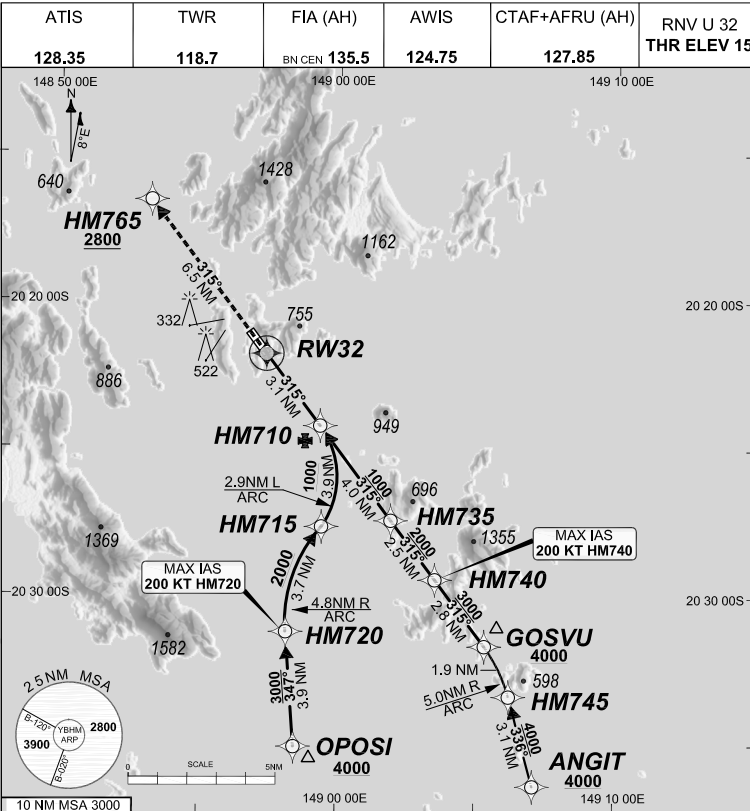 ATIS
128.35
TWR
118.7
FIA (AH)
BN CEN 135.5
AWIS
124.75
CTAF+AFRU (AH)
127.85
RNV U 32
THR ELEV 15
148 50 00E
149 00 00E
149 10 00E
N
8°E
640
1428
HM765
2800
1162
315°
6.5 NM
20 20 00S
20 20 00S
332
755
522
RW32
886
315°
3.1 NM
HM710
949
1000
3.9NM
2.9NM L
ARC
1000
315°
4.0 NM
696
HM735
HM715
1369
2000
315°
2.5 NM
1355
MAX IAS
200 KT HM740
HM740
MAX IAS
200 KT HM720
2000
3.7 NM
4.8NM R
ARC
3000
315°
2.8 NM
20 30 00S
20 30 00S
HM720
1582
GOSVU
4000
1.9 NM
5.0NM R
ARC
598
HM745
3000
347°
3.9 NM
4000
336°
3.1 NM
OPOSI
4000
ANGIT
4000
25NM MSA
B-120°
YBHM
ARP
2800
3900
B-020°
SCALE
0
5NM
10 NM MSA 3000
149 00 00E
149 10 00E